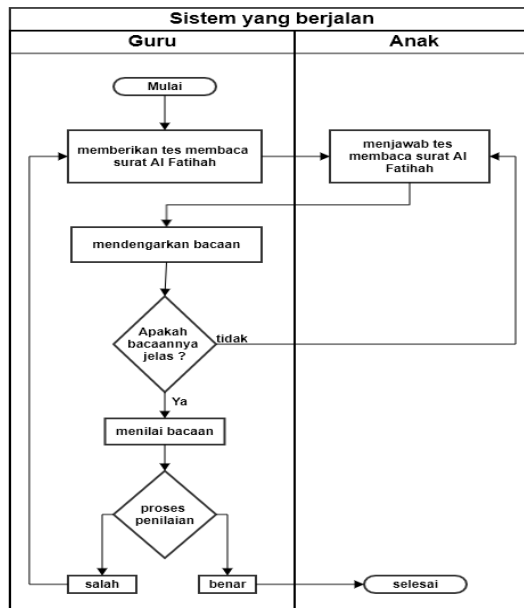 Sistem yang berjalan
Guru
Anak
Mulai
memberikan tes membaca
surat Al Fatihah
menjawab tes
membaca surat Al
Fatihah
mendengarkan bacaan
Apakah
bacaannya
jelas ?
tidak
Ya
menilai bacaan
proses
penilaian
salah
benar
selesai